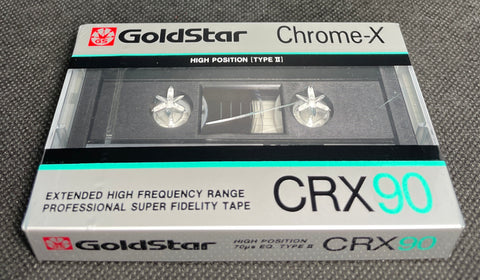 GoldStar Chrome-X
HIGH POSITION [TYPE II]
EXTENDED HIGH FREQUENCY RANGE
PROFESSIONAL SUPER FIDELITY TAPE
CRX90
GoldStar HIGH POSITION
70µs EQ. TYPE II CRX90